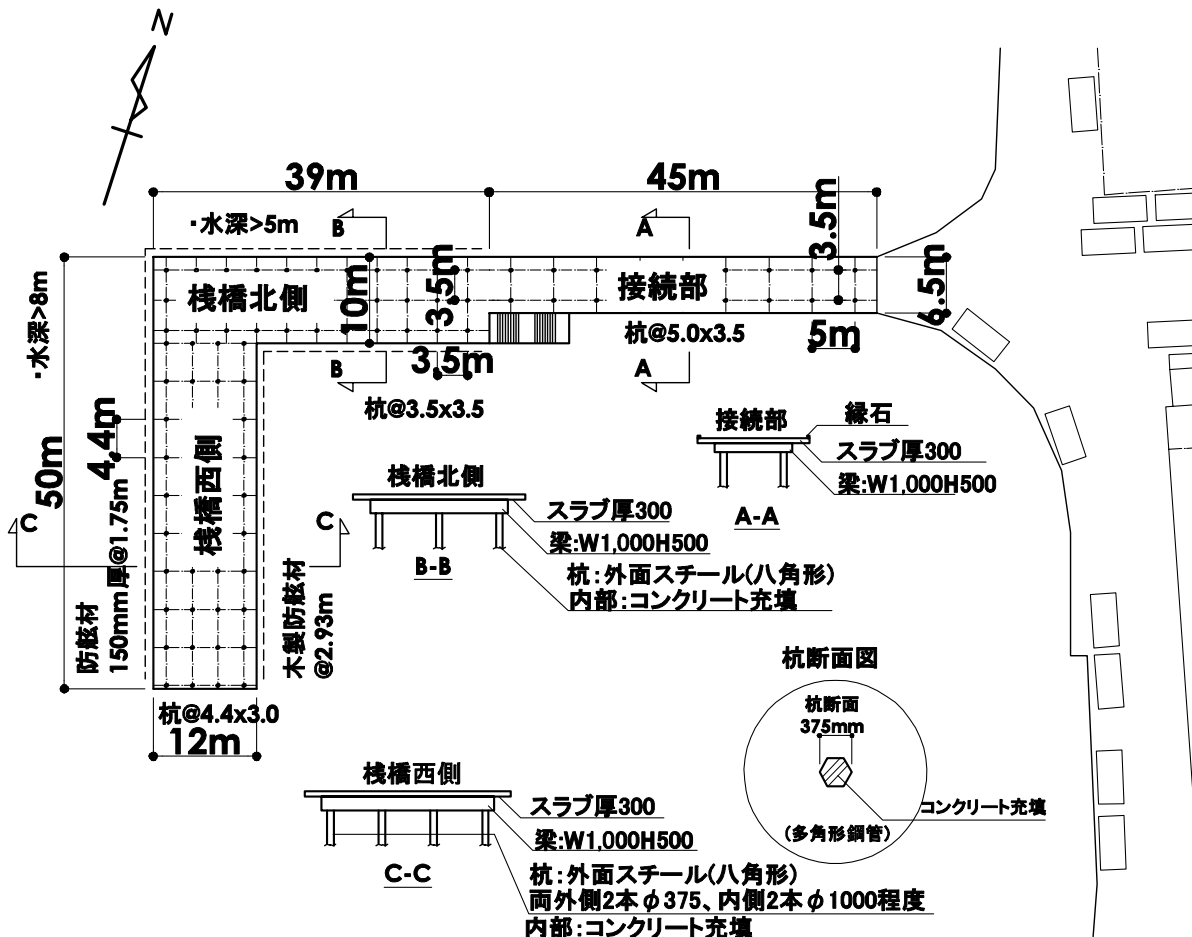 N
39m
45m
・水深>5m
B
A
3.5m
桟橋北側
10m
3.5m
接続部
6.5m
・水深>8m
杭@5.0x3.5
5m
B
3.5m
A
杭@3.5x3.5
50m
4.4m
桟橋西側
C
C
防舷材
150mm厚@1.75m
木製防舷材
@2.93m
杭@4.4x3.0
12m
接続部
縁石
スラブ厚300
梁:W1,000H500
A-A
桟橋北側
スラブ厚300
梁:W1,000H500
B-B
杭:外面スチール(八角形)
内部:コンクリート充填
杭断面図
杭断面
375mm
コンクリート充填
(多角形鋼管)
桟橋西側
スラブ厚300
梁:W1,000H500
C-C
杭:外面スチール(八角形)
両外側2本φ375、内側2本φ1000程度
内部:コンクリート充填